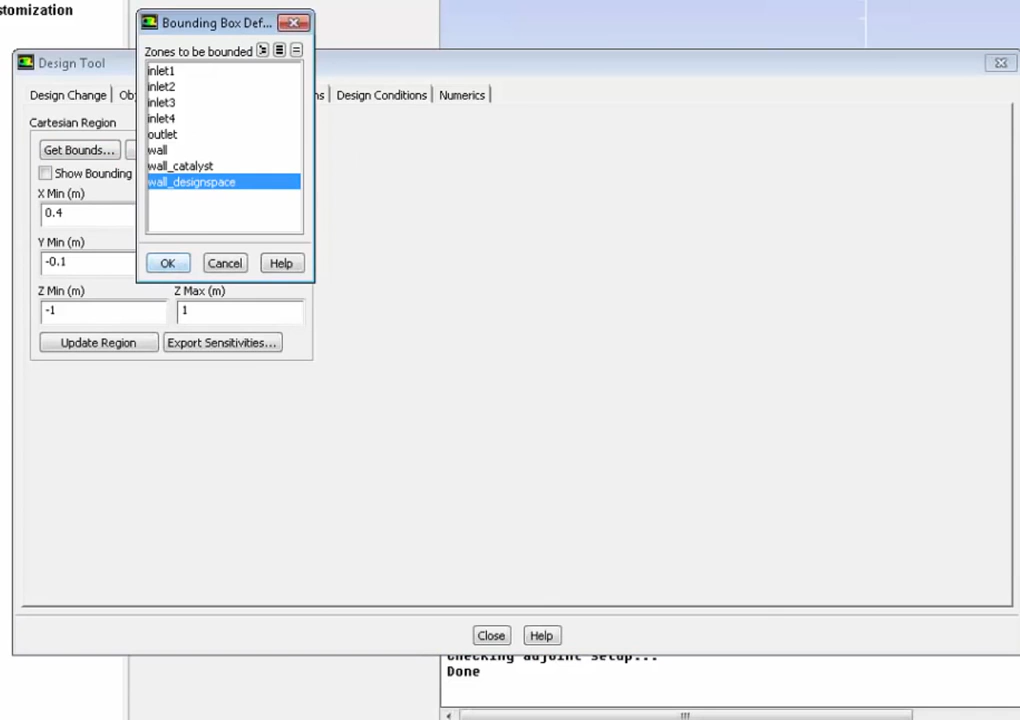 stomization
Bounding Box Def...
Zones to be bounded
inlet1
inlet2
inlet3
inlet4
outlet
wall
wall_catalyst
wall_designspace
OK Cancel Help
Design Tool
Design Change Ob ns Design Conditions Numerics
Cartesian Region
Get Bounds...
Show Bounding
X Min (m)
0.4
Y Min (m)
-0.1
Z Min (m) Z Max (m)
-1 1
Update Region Export Sensitivities...
Close Help
Checking adjoint setup...
Done